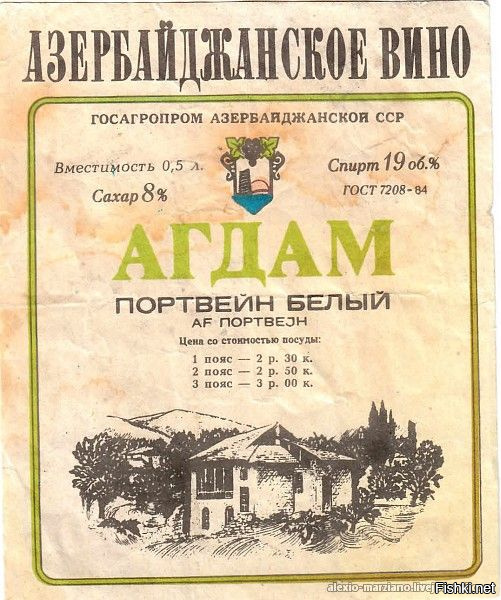 АЗЕРБАЙДЖАНСКОЕ ВИНО
ГОСАГРОПРОМ АЗЕРБАЙДЖАНСКОЙ ССР
Вместимость 0,5 л.
Спирт 19 об.%
Сахар 8%
ГОСТ 7208-84
АГДАМ
ПОРТВЕЙН БЕЛЫЙ
АҒ ПОРТВЕЈН
Цена со стоимостью посуды:
1 пояс — 2 р. 30 к.
2 пояс — 2 р. 50 к.
3 пояс — 3 р. 00 к.
alexio-marziano.live
Fishki.net